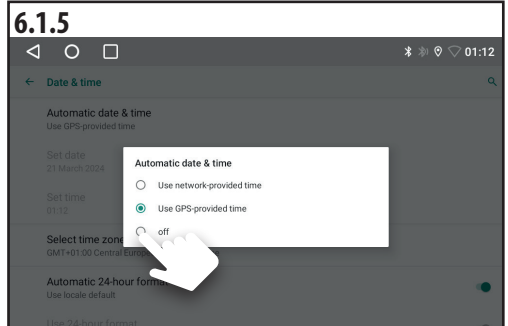 6.1.5
01:12
Date & time
Automatic date & time
Use GPS-provided time
Set date
21 March 2024
Automatic date & time
Use network-provided time
Set time
01:12
Use GPS-provided time
off
Select time zone
GMT+01:00 Central
Automatic 24-hour
Use locale default
Use 24-hour format